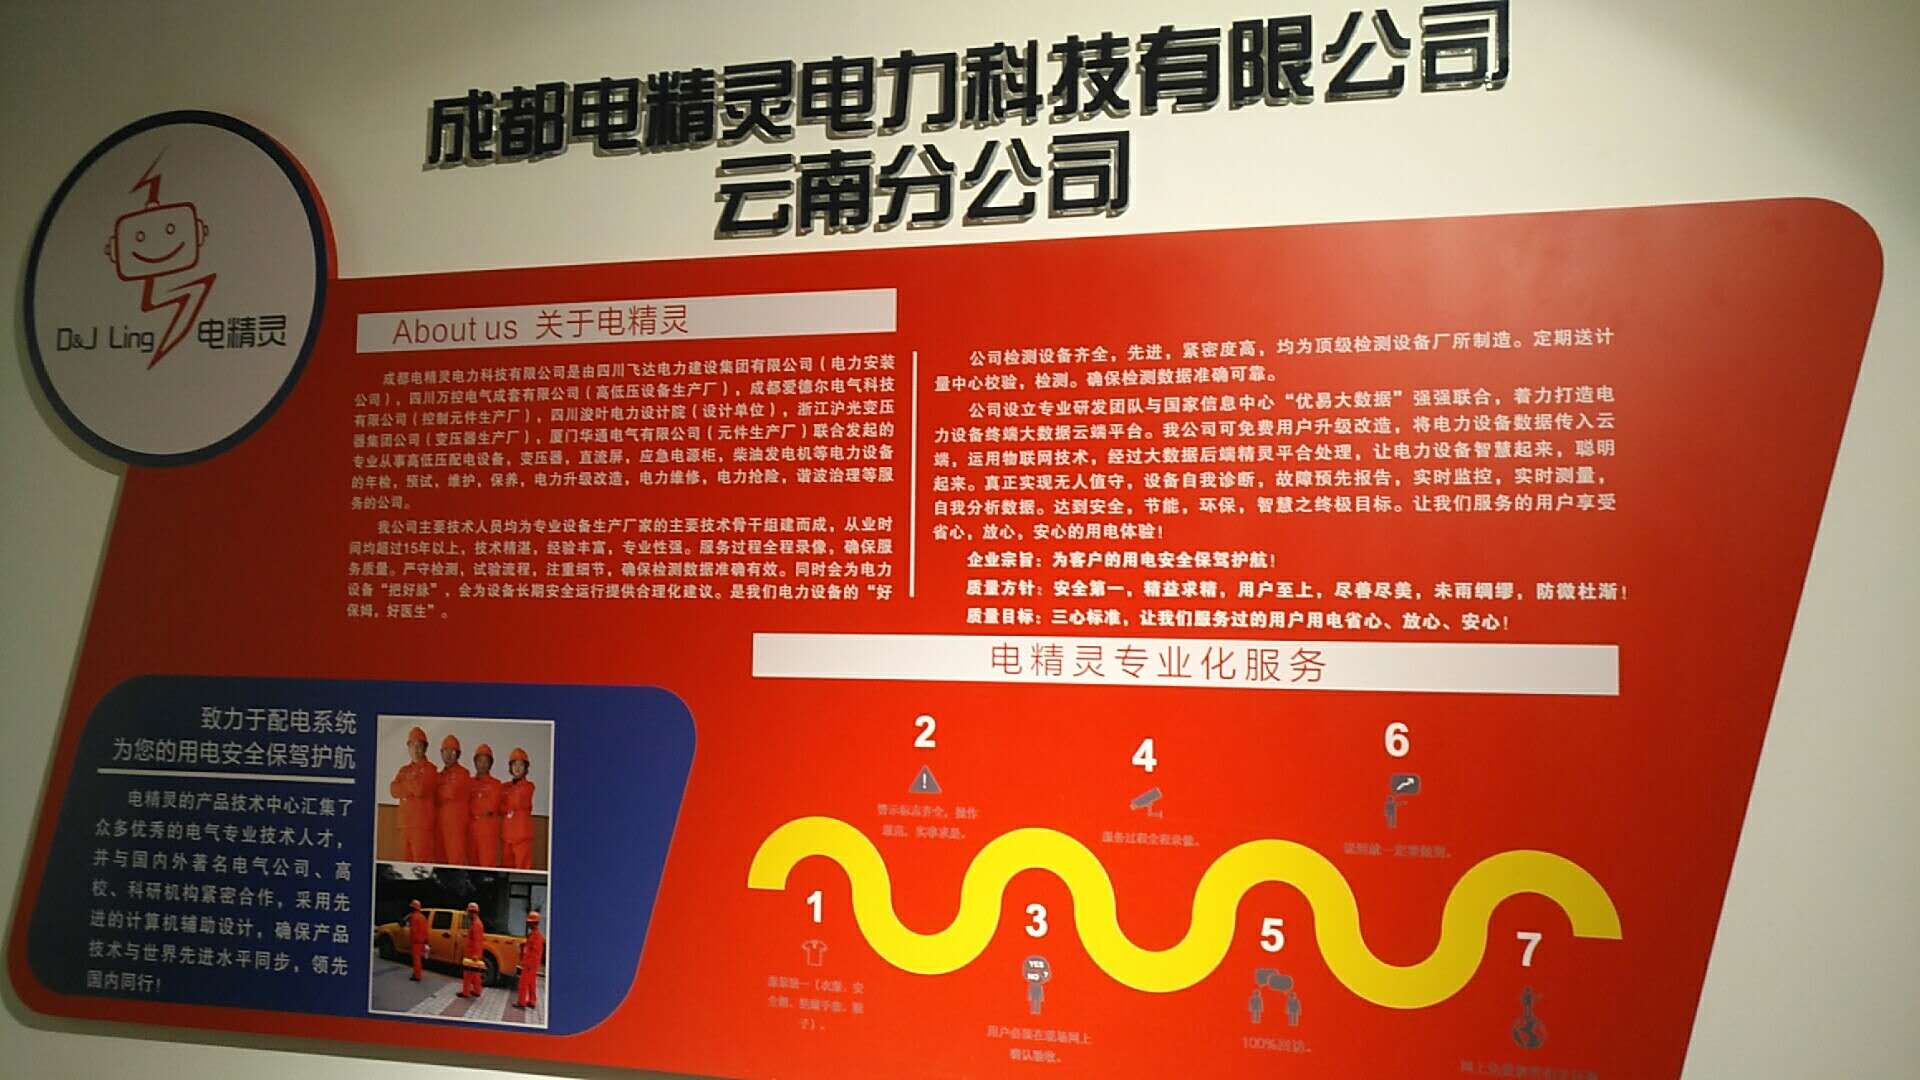 成都电精灵电力科技有限公司
云南分公司
D&J Ling 电精灵
About us 关于电精灵
成都电精灵电力科技有限公司是由四川飞达电力建设集团有限公司（电力安装
公司），四川万控电气成套有限公司（高低压设备生产厂），成都爱德尔电气科技
有限公司（控制元件生产厂），四川浚叶电力设计院（设计单位），浙江沪光变压
器集团公司（变压器生产厂），厦门华通电气有限公司（元件生产厂）联合发起的
专业从事高低压配电设备，变压器，直流屏，应急电源柜，柴油发电机等电力设备
的年检，预试，维护，保养，电力升级改造，电力维修，电力抢险，谐波治理等服
务的公司。
我公司主要技术人员均为专业设备生产厂家的主要技术骨干组建而成，从业时
间均超过15年以上，技术精湛，经验丰富，专业性强。服务过程全程录像，确保服
务质量。严守检测，试验流程，注重细节，确保检测数据准确有效。同时会为电力
设备“把好脉”，会为设备长期安全运行提供合理化建议。是我们电力设备的“好
保姆，好医生”。
公司检测设备齐全，先进，紧密度高，均为顶级检测设备厂所制造。定期送计
量中心校验，检测。确保检测数据准确可靠。
公司设立专业研发团队与国家信息中心“优易大数据”强强联合，着力打造电
力设备终端大数据云端平台。我公司可免费用户升级改造，将电力设备数据传入云
端，运用物联网技术，经过大数据后端精灵平台处理，让电力设备智慧起来，聪明
起来。真正实现无人值守，设备自我诊断，故障预先报告，实时监控，实时测量，
自我分析数据。达到安全，节能，环保，智慧之终极目标。让我们服务的用户享受
省心，放心，安心的用电体验！
企业宗旨：为客户的用电安全保驾护航！
质量方针：安全第一，精益求精，用户至上，尽善尽美，未雨绸缪，防微杜渐！
质量目标：三心标准，让我们服务过的用户用电省心、放心、安心！
致力于配电系统
为您的用电安全保驾护航
电精灵的产品技术中心汇集了
众多优秀的电气专业技术人才，
并与国内外著名电气公司、高
校、科研机构紧密合作，采用先
进的计算机辅助设计，确保产品
技术与世界先进水平同步，领先
国内同行！
电精灵专业化服务
1
2
警示标志齐全，操作
规范，实事求是。
3
YES
NO ?
用户必须在现场网上
确认验收。
4
服务过程全程录像。
5
100%回访。
6
7